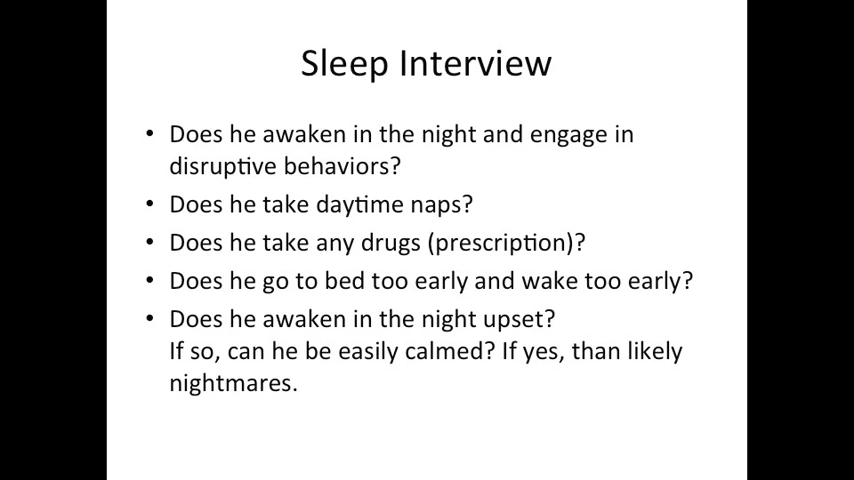 Sleep Interview
• Does he awaken in the night and engage in
disruptive behaviors?
• Does he take daytime naps?
• Does he take any drugs (prescription)?
• Does he go to bed too early and wake too early?
• Does he awaken in the night upset?
If so, can he be easily calmed? If yes, than likely
nightmares.